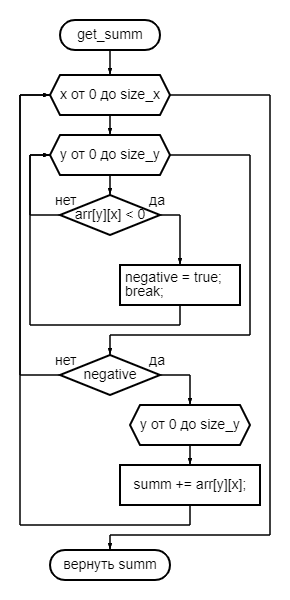 get_summ
x от 0 до size_x
y от 0 до size_y
нет
да
arr[y][x] < 0
negative = true;
break;
нет
да
negative
y от 0 до size_y
summ += arr[y][x];
вернуть summ